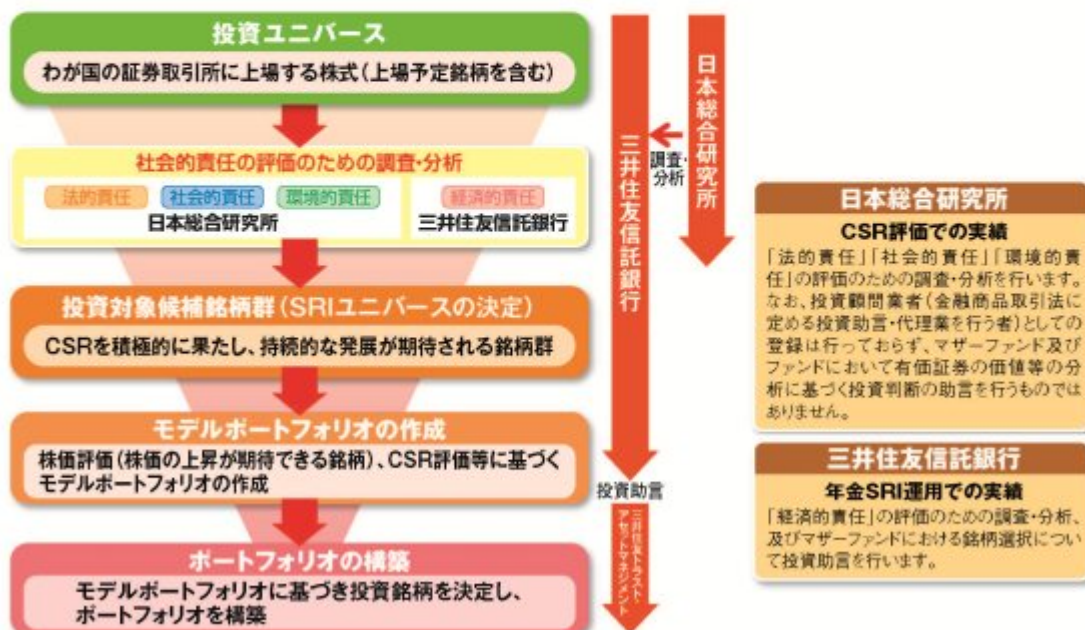 投資ユニバース
わが国の証券取引所に上場する株式（上場予定銘柄を含む）
社会的責任の評価のための調査・分析
法的責任 社会的責任 環境的責任
日本総合研究所
経済的責任
三井住友信託銀行
投資対象候補銘柄群（SRIユニバースの決定）
CSRを積極的に果たし、持続的な発展が期待される銘柄群
モデルポートフォリオの作成
株価評価（株価の上昇が期待できる銘柄）、CSR評価等に基づく
モデルポートフォリオの作成
ポートフォリオの構築
モデルポートフォリオに基づき投資銘柄を決定し、
ポートフォリオを構築
三井住友信託銀行
日本総合研究所
調査・
分析
投資助言
三井住友トラスト・
アセットマネジメント
日本総合研究所
CSR評価での実績
「法的責任」「社会的責任」「環境的責
任」の評価のための調査・分析を行います。
なお、投資顧問業者（金融商品取引法に
定める投資助言・代理業を行う者）としての
登録は行っておらず、マザーファンド及び
ファンドにおいて有価証券の価値等の分
析に基づく投資判断の助言を行うものでは
ありません。
三井住友信託銀行
年金SRI運用での実績
「経済的責任」の評価のための調査・分析、
及びマザーファンドにおける銘柄選択につい
て投資助言を行います。